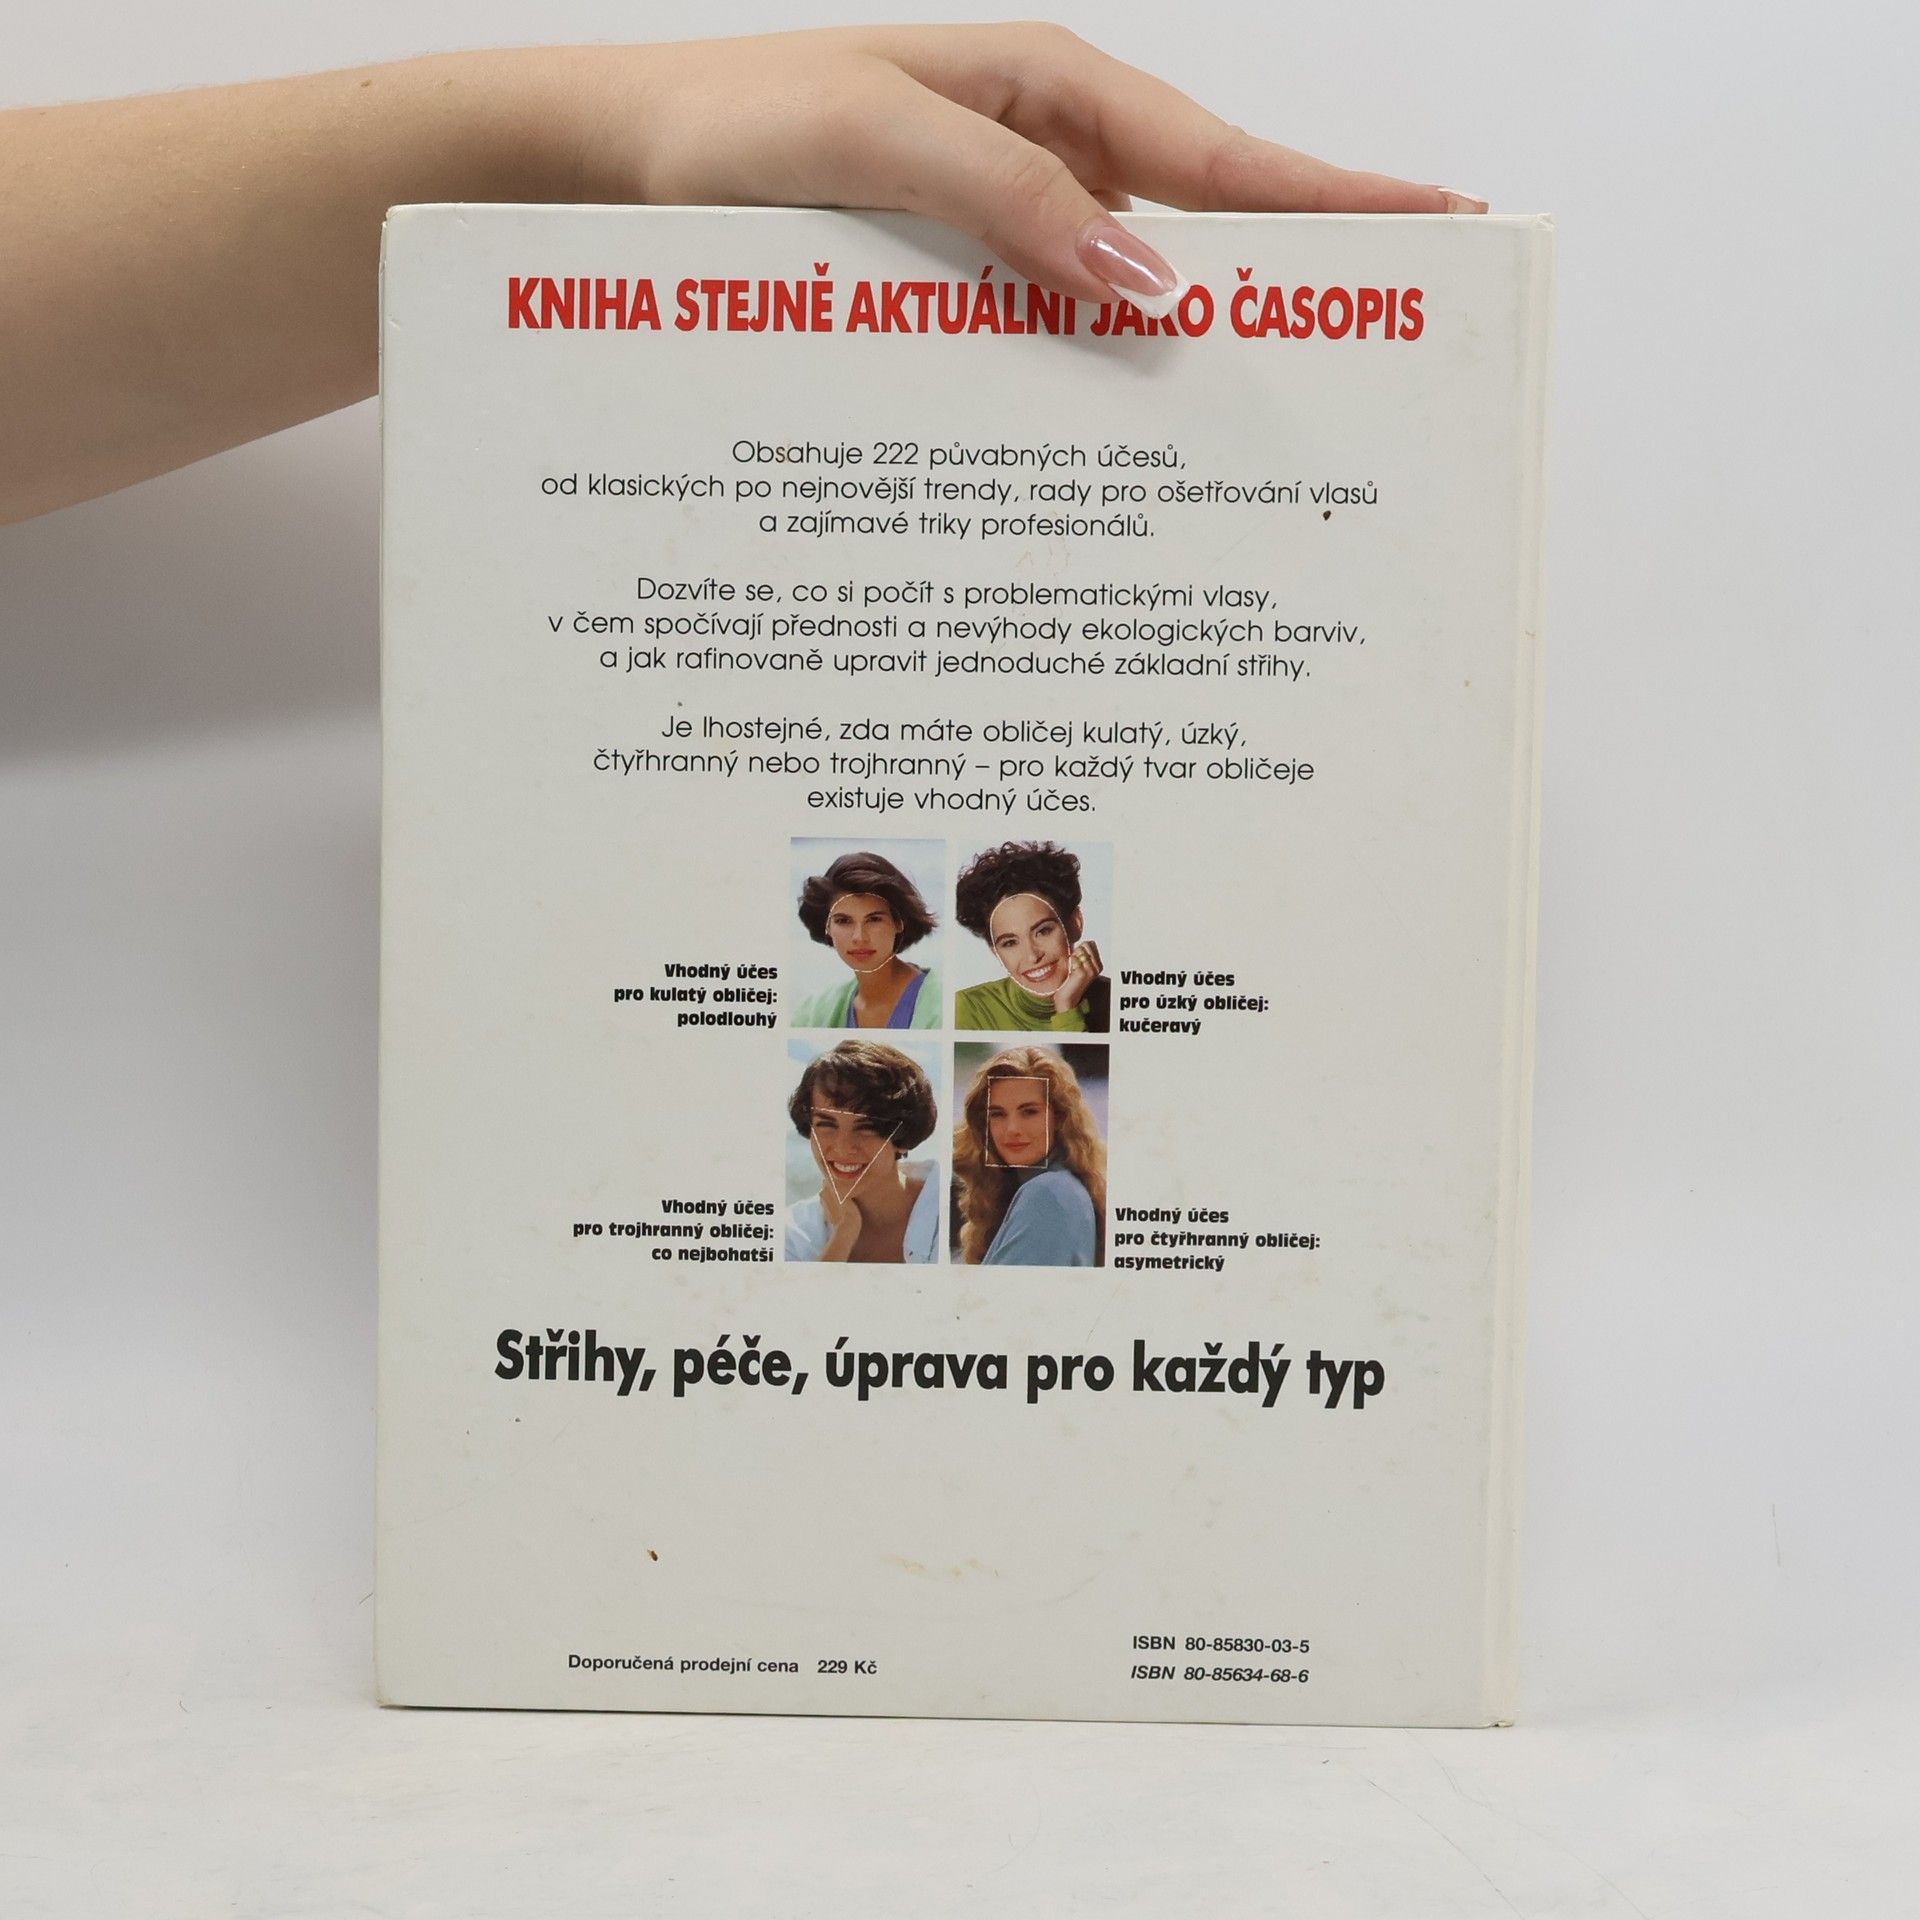 KNIHA STEJNĚ AKTUÁLNÍ JAKO ČASOPIS
Obsahuje 222 půvabných účesů,
od klasických po nejnovější trendy, rady pro ošetřování vlasů
a zajímavé triky profesionálů.
Dozvíte se, co si počít s problematickými vlasy,
v čem spočívají přednosti a nevýhody ekologických barviv,
a jak rafinovaně upravit jednoduché základní střihy.
Je lhostejné, zda máte obličej kulatý, úzký,
čtyřhranný nebo trojhranný – pro každý tvar obličeje
existuje vhodný účes.
Vhodný účes
pro kulatý obličej:
polodlouhý
Vhodný účes
pro úzký obličej:
kučeravý
Vhodný účes
pro trojhranný obličej:
co nejbohatší
Vhodný účes
pro čtyřhranný obličej:
asymetrický
Střihy, péče, úprava pro každý typ
Doporučená prodejní cena 229 Kč
ISBN 80-85830-03-5
ISBN 80-85634-68-6